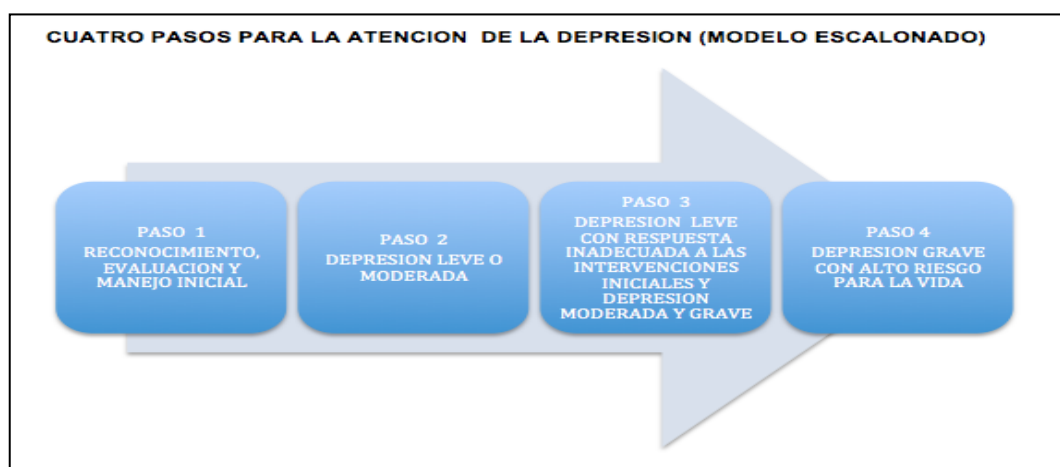 CUATRO PASOS PARA LA ATENCION DE LA DEPRESION (MODELO ESCALONADO)
PASO 1
RECONOCIMIENTO,
EVALUACION Y
MANEJO INICIAL
PASO 2
DEPRESION LEVE O
MODERADA
PASO 3
DEPRESION LEVE
CON RESPUESTA
INADECUADA A LAS
INTERVENCIONES
INICIALES Y
DEPRESION
MODERADA Y GRAVE
PASO 4
DEPRESION GRAVE
CON ALTO RIESGO
PARA LA VIDA